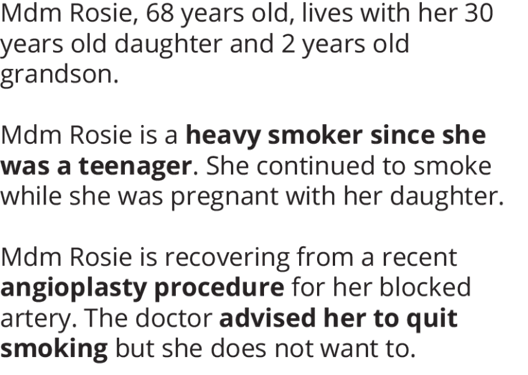 Mdm Rosie, 68 years old, lives with her 30
years old daughter and 2 years old
grandson.
Mdm Rosie is a heavy smoker since she
was a teenager. She continued to smoke
while she was pregnant with her daughter.
Mdm Rosie is recovering from a recent
angioplasty procedure for her blocked
artery. The doctor advised her to quit
smoking but she does not want to.